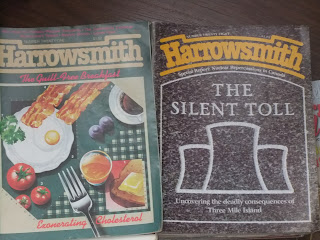 Harrowsmith
The Guilt-Free Breakfast!
Exonerating Cholesterol
Harrowsmith
Special Report: Nuclear Reprocessing in Canada
THE
SILENT TOLL
Uncovering the deadly consequences of
Three Mile Island